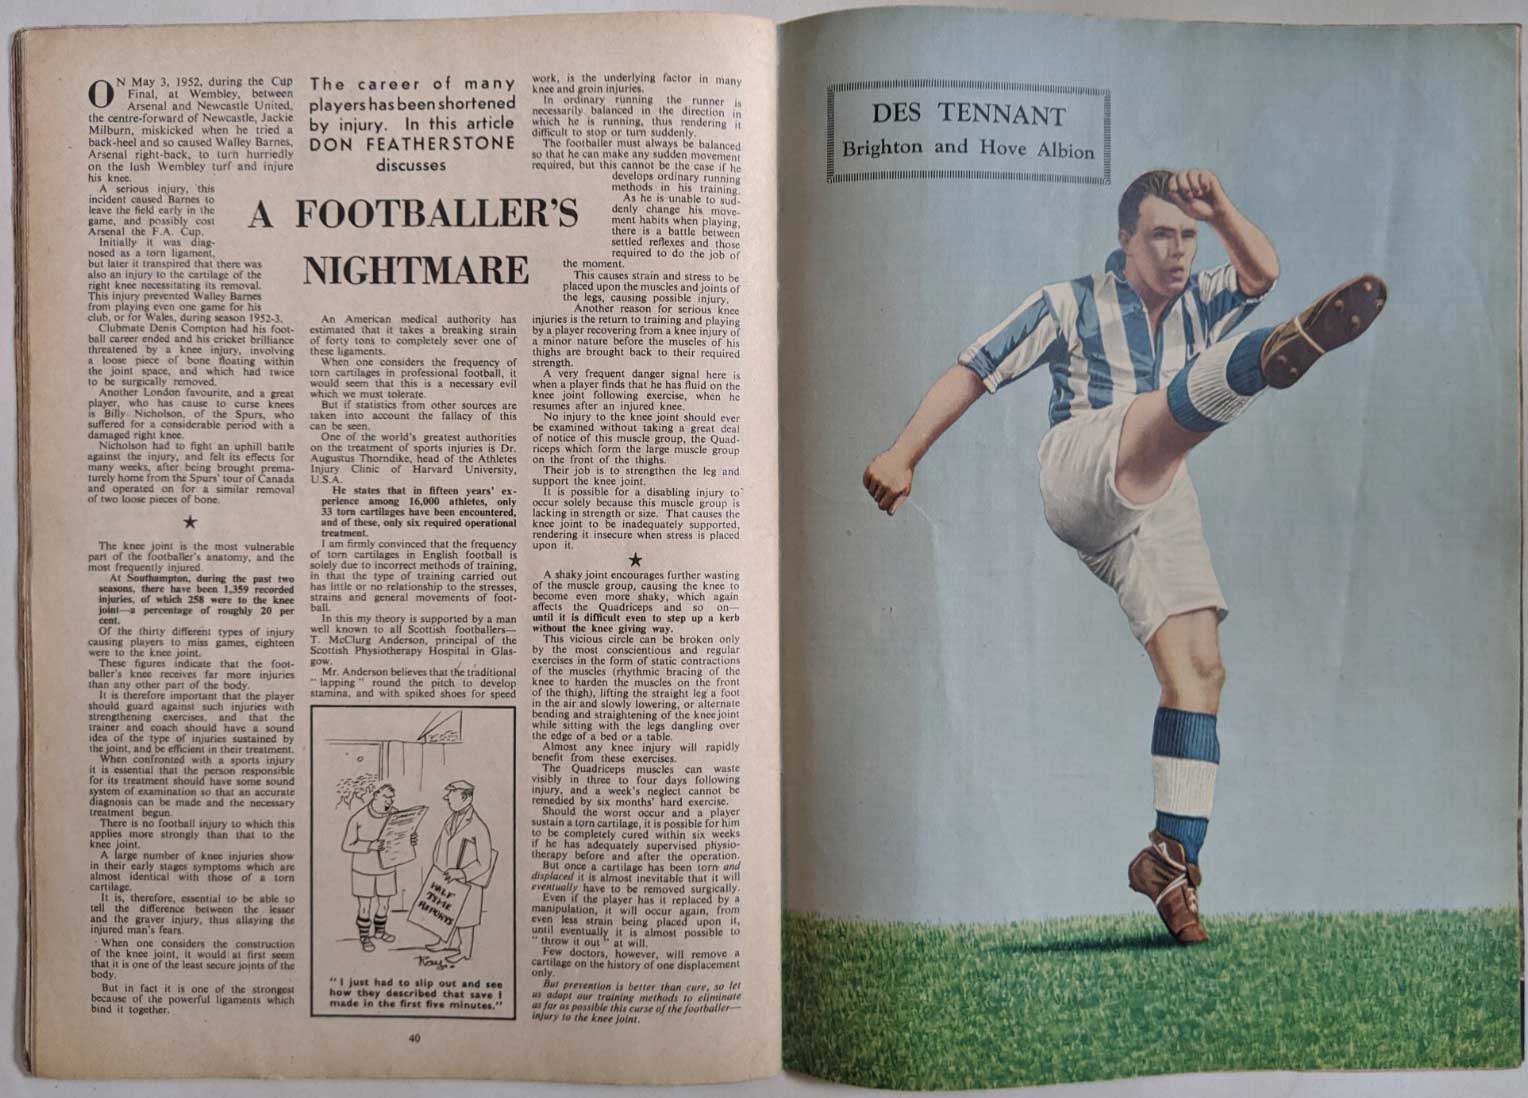 ON May 3, 1952, during the Cup
Final, at Wembley, between
Arsenal and Newcastle United,
the centre-forward of Newcastle, Jackie
Milburn, miskicked when he tried a
back-heel and so caused Walley Barnes,
Arsenal right-back, to turn hurriedly
on the lush Wembley turf and injure
his knee.
A serious injury, this
incident caused Barnes to
leave the field early in the
game, and possibly cost
Arsenal the F.A. Cup.
Initially it was diag-
nosed as a torn ligament,
but later it transpired that there was
also an injury to the cartilage of the
right knee necessitating its removal.
This injury prevented Walley Barnes
from playing even one game for his
club, or for Wales, during season 1952-3.
Clubmate Denis Compton had his foot-
ball career ended and his cricket brilliance
threatened by a knee injury, involving
a loose piece of bone floating within
the joint space, and which had twice
to be surgically removed.
Another London favourite, and a great
player, who has cause to curse knees
is Billy Nicholson, of the Spurs, who
suffered for a considerable period with a
damaged right knee.
Nicholson had to fight an uphill battle
against the injury, and felt its effects for
many weeks, after being brought prema-
turely home from the Spurs' tour of Canada
and operated on for a similar removal
of two loose pieces of bone.
★
The knee joint is the most vulnerable
part of the footballer's anatomy, and the
most frequently injured.
At Southampton, during the past two
seasons, there have been 1,359 recorded
injuries, of which 258 were to the knee
joint—a percentage of roughly 20 per
cent.
Of the thirty different types of injury
causing players to miss games, eighteen
were to the knee joint.
These figures indicate that the foot-
baller's knee receives far more injuries
than any other part of the body.
It is therefore important that the player
should guard against such injuries with
strengthening exercises, and that the
trainer and coach should have a sound
idea of the type of injuries sustained by
the joint, and be efficient in their treatment.
When confronted with a sports injury
it is essential that the person responsible
for its treatment should have some sound
system of examination so that an accurate
diagnosis can be made and the necessary
treatment begun.
There is no football injury to which this
applies more strongly than that to the
knee joint.
A large number of knee injuries show
in their early stages symptoms which are
almost identical with those of a torn
cartilage.
It is, therefore, essential to be able to
tell the difference between the lesser
and the graver injury, thus allaying the
injured man's fears.
When one considers the construction
of the knee joint, it would at first seem
that it is one of the least secure joints of the
body.
But in fact it is one of the strongest
because of the powerful ligaments which
bind it together.
The career of many
players has been shortened
by injury. In this article
DON FEATHERSTONE
discusses
A FOOTBALLER'S
NIGHTMARE
An American medical authority has
estimated that it takes a breaking strain
of forty tons to completely sever one of
these ligaments.
When one considers the frequency of
torn cartilages in professional football, it
would seem that this is a necessary evil
which we must tolerate.
But if statistics from other sources are
taken into account the fallacy of this
can be seen.
One of the world's greatest authorities
on the treatment of sports injuries is Dr.
Augustus Thorndike, head of the Athletes
Injury Clinic of Harvard University,
U.S.A.
He states that in fifteen years' ex-
perience among 16,000 athletes, only
33 torn cartilages have been encountered,
and of these, only six required operational
treatment.
I am firmly convinced that the frequency
of torn cartilages in English football is
solely due to incorrect methods of training,
in that the type of training carried out
has little or no relationship to the stresses,
strains and general movements of foot-
ball.
In this my theory is supported by a man
well known to all Scottish footballers—
T. McClurg Anderson, principal of the
Scottish Physiotherapy Hospital in Glas-
gow.
Mr. Anderson believes that the traditional
"lapping" round the pitch to develop
stamina, and with spiked shoes for speed
HALF
TIME
REPORTS
Kay.
"I just had to slip out and see
how they described that save I
made in the first five minutes."
work, is the underlying factor in many
knee and groin injuries.
In ordinary running the runner is
necessarily balanced in the direction in
which he is running, thus rendering it
difficult to stop or turn suddenly.
The footballer must always be balanced
so that he can make any sudden movement
required, but this cannot be the case if he
develops ordinary running
methods in his training.
As he is unable to sud-
denly change his move-
ment habits when playing,
there is a battle between
settled reflexes and those
required to do the job of
the moment.
This causes strain and stress to be
placed upon the muscles and joints of
the legs, causing possible injury.
Another reason for serious knee
injuries is the return to training and playing
by a player recovering from a knee injury of
a minor nature before the muscles of his
thighs are brought back to their required
strength.
A very frequent danger signal here is
when a player finds that he has fluid on the
knee joint following exercise, when he
resumes after an injured knee.
No injury to the knee joint should ever
be examined without taking a great deal
of notice of this muscle group, the Quad-
riceps which form the large muscle group
on the front of the thighs.
Their job is to strengthen the leg and
support the knee joint.
It is possible for a disabling injury to
occur solely because this muscle group is
lacking in strength or size. That causes the
knee joint to be inadequately supported,
rendering it insecure when stress is placed
upon it.
★
A shaky joint encourages further wasting
of the muscle group, causing the knee to
become even more shaky, which again
affects the Quadriceps and so on—
until it is difficult even to step up a kerb
without the knee giving way.
This vicious circle can be broken only
by the most conscientious and regular
exercises in the form of static contractions
of the muscles (rhythmic bracing of the
knee to harden the muscles on the front
of the thigh), lifting the straight leg a foot
in the air and slowly lowering, or alternate
bending and straightening of the knee joint
while sitting with the legs dangling over
the edge of a bed or a table.
Almost any knee injury will rapidly
benefit from these exercises.
The Quadriceps muscles can waste
visibly in three to four days following
injury, and a week's neglect cannot be
remedied by six months' hard exercise.
Should the worst occur and a player
sustain a torn cartilage, it is possible for him
to be completely cured within six weeks
if he has adequately supervised physio-
therapy before and after the operation.
But once a cartilage has been torn and
displaced it is almost inevitable that it will
eventually have to be removed surgically.
Even if the player has it replaced by a
manipulation, it will occur again, from
even less strain being placed upon it,
until eventually it is almost possible to
"throw it out" at will.
Few doctors, however, will remove a
cartilage on the history of one displacement
only.
But prevention is better than cure, so let
us adapt our training methods to eliminate
as far as possible this curse of the footballer—
injury to the knee joint.
40
DES TENNANT
Brighton and Hove Albion